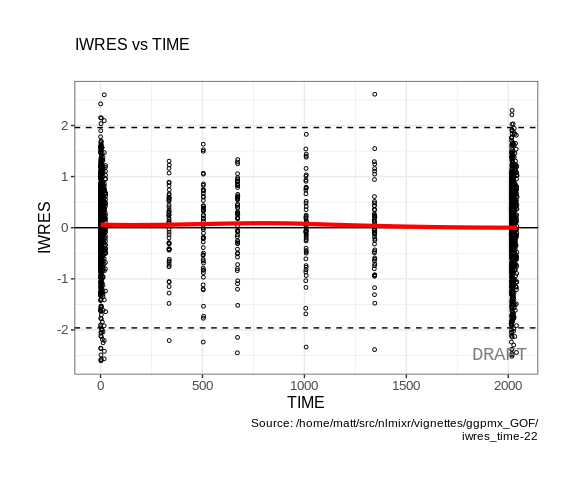 IWRES vs TIME
2
1
0
-1
-2
IWRES
DRAFT
0 500 1000 1500 2000
TIME
Source: /home/matt/src/nlmixr/vignettes/ggpmx_GOF/
iwres_time-22